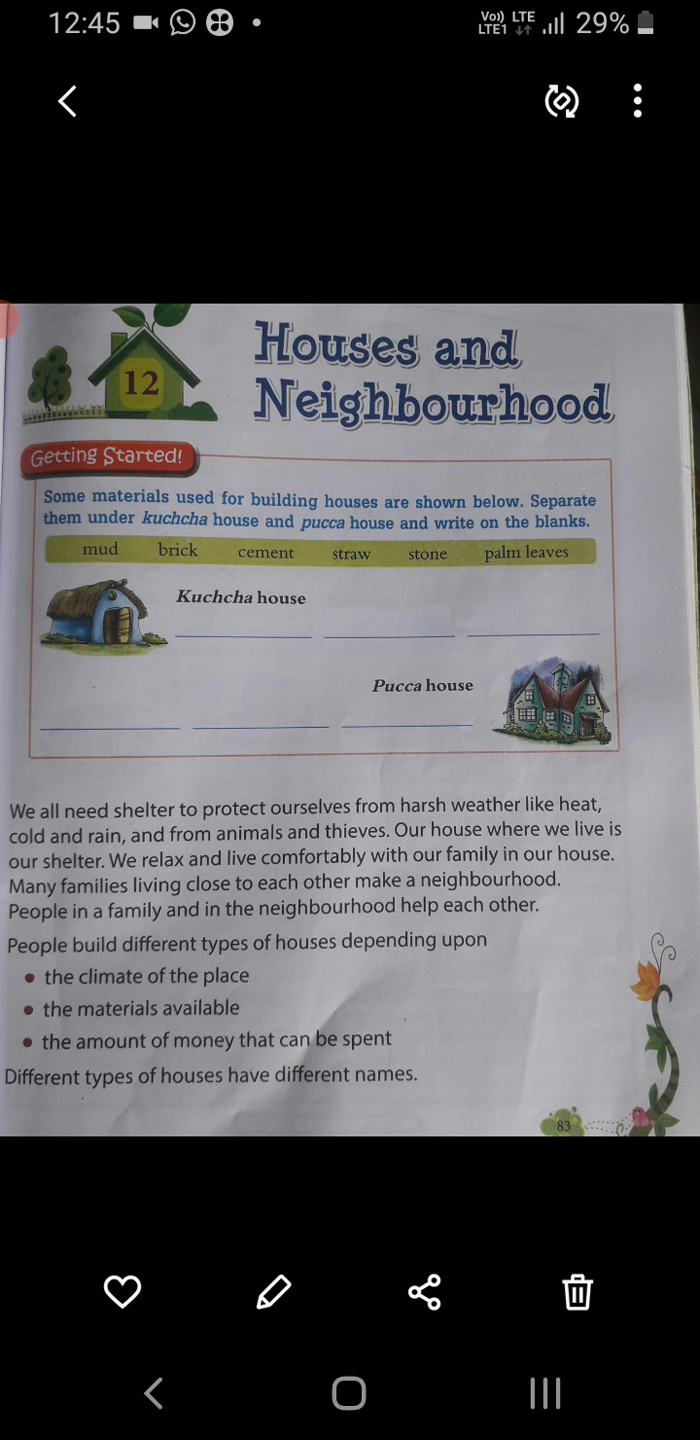 12:45
Vo)) LTE
LTE1
29%
Houses and
12
Neighbourhood
Getting Started!
Some materials used for building houses are shown below. Separate
them under kuchcha house and pucca house and write on the blanks.
mud brick cement straw stone palm leaves
Kuchcha house
Pucca house
We all need shelter to protect ourselves from harsh weather like heat,
cold and rain, and from animals and thieves. Our house where we live is
our shelter. We relax and live comfortably with our family in our house.
Many families living close to each other make a neighbourhood.
People in a family and in the neighbourhood help each other.
People build different types of houses depending upon
• the climate of the place
• the materials available
• the amount of money that can be spent
Different types of houses have different names.
83